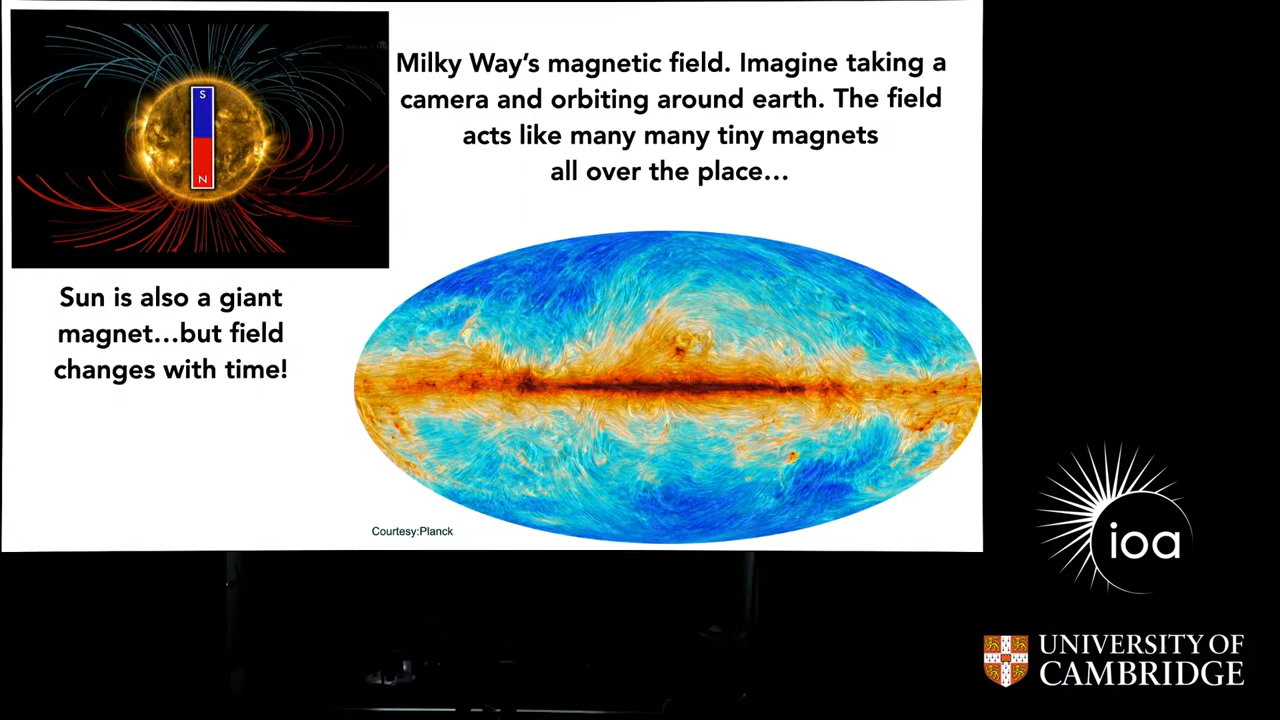 S
N
Milky Way’s magnetic field. Imagine taking a
camera and orbiting around earth. The field
acts like many many tiny magnets
all over the place…
Sun is also a giant
magnet…but field
changes with time!
Courtesy:Planck
ioa
UNIVERSITY OF
CAMBRIDGE